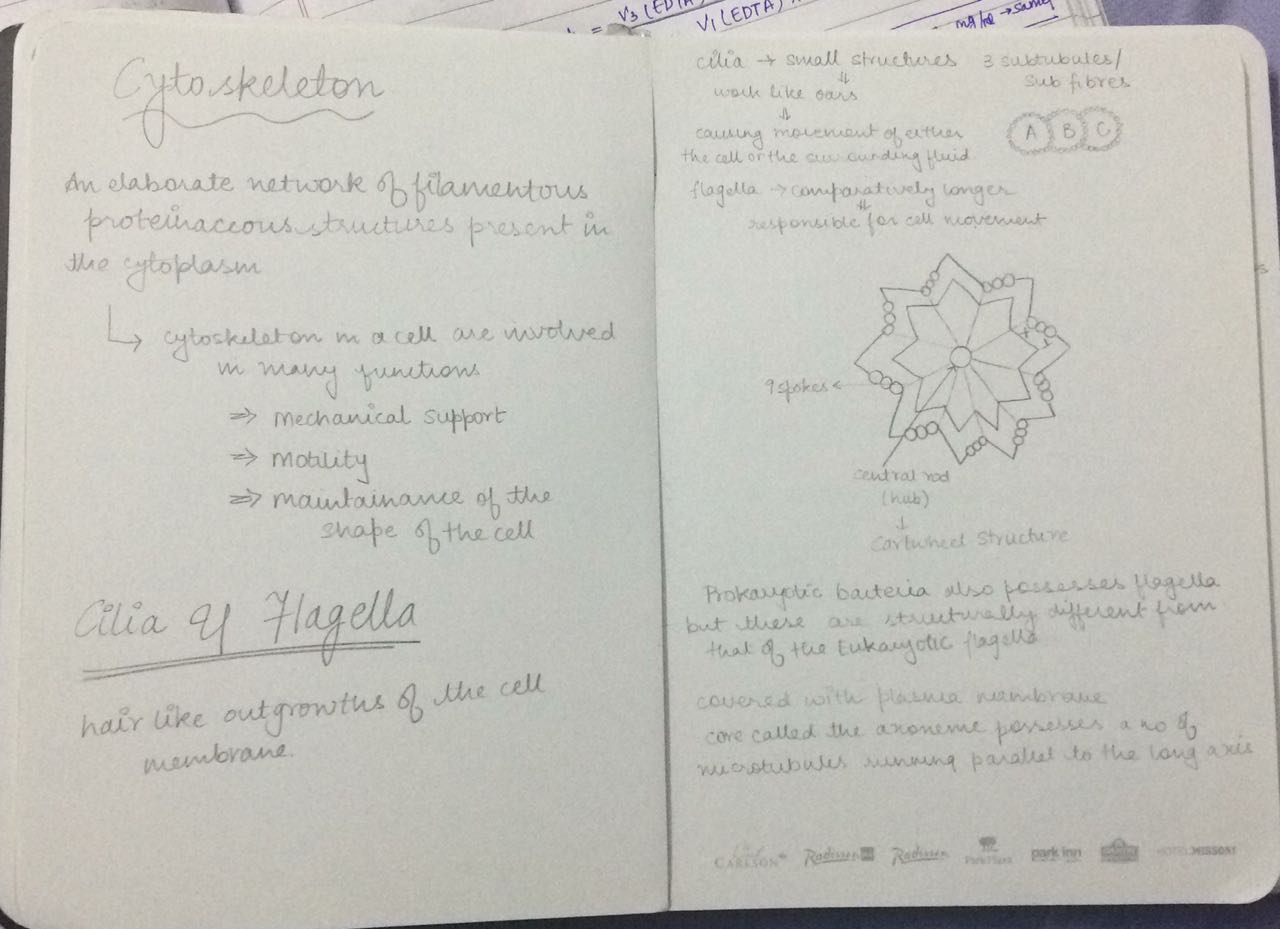 V3 (EDTA)
V1 (EDTA)
Cytoskeleton
An elaborate network of filamentous
proteinaceous structures present in
the cytoplasm
cytoskeleton in a cell are involved
in many functions
⇒ mechanical support
⇒ motility
⇒ maintainance of the
shape of the cell
Cilia & Flagella
hair like outgrowths of the cell
membrane.
cilia → small structures
⇓
work like oars
⇓
causing movement of either
the cell or the surrounding fluid
3 subtubules/
sub fibres
A B C
flagella → comparatively longer
⇓
responsible for cell movement
9 spokes ←
central rod
(hub)
↓
Cartwheel structure
Prokaryotic bacteria also possesses flagella
but these are structurally different from
that of the Eukaryotic flagella
covered with plasma membrane
core called the axoneme possesses a no of
microtubules running parallel to the long axis
CARLSON Radisson Radisson Park Plaza park inn HOTEL MISSONI